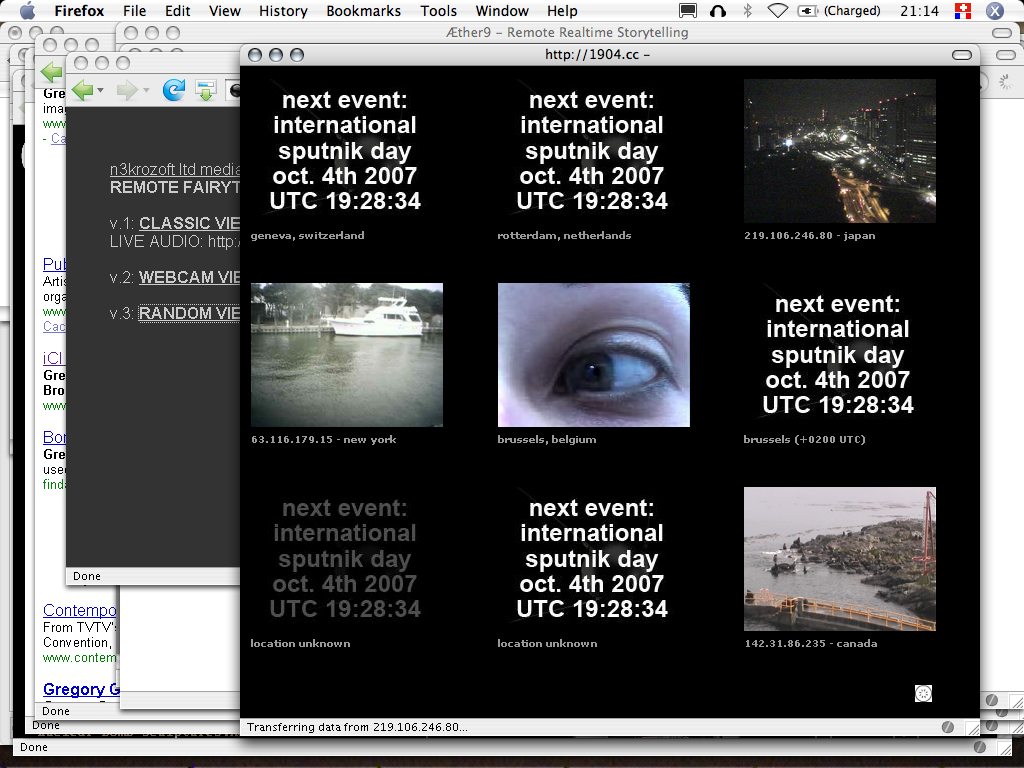 Firefox File Edit View History Bookmarks Tools Window Help (Charged) 21:14
Æther9 – Remote Realtime Storytelling
http://1904.cc –
Gre
imag
www
- Ca
n3krozoft ltd media
REMOTE FAIRYT
v.1: CLASSIC VIE
LIVE AUDIO: http:/
v.2: WEBCAM VIE
v.3: RANDOM VIE
Done
Pub
Artis
orga
www
Cac
iCI
Gre
Bro
www
Bor
Gre
used
finda
Contempo
From TVTV's
Convention,
www.contem
Gregory G
Done
Done
Done
next event:
international
sputnik day
oct. 4th 2007
UTC 19:28:34
geneva, switzerland
next event:
international
sputnik day
oct. 4th 2007
UTC 19:28:34
rotterdam, netherlands
219.106.246.80 - japan
63.116.179.15 - new york
brussels, belgium
next event:
international
sputnik day
oct. 4th 2007
UTC 19:28:34
brussels (+0200 UTC)
next event:
international
sputnik day
oct. 4th 2007
UTC 19:28:34
location unknown
next event:
international
sputnik day
oct. 4th 2007
UTC 19:28:34
location unknown
142.31.86.235 - canada
Transferring data from 219.106.246.80...